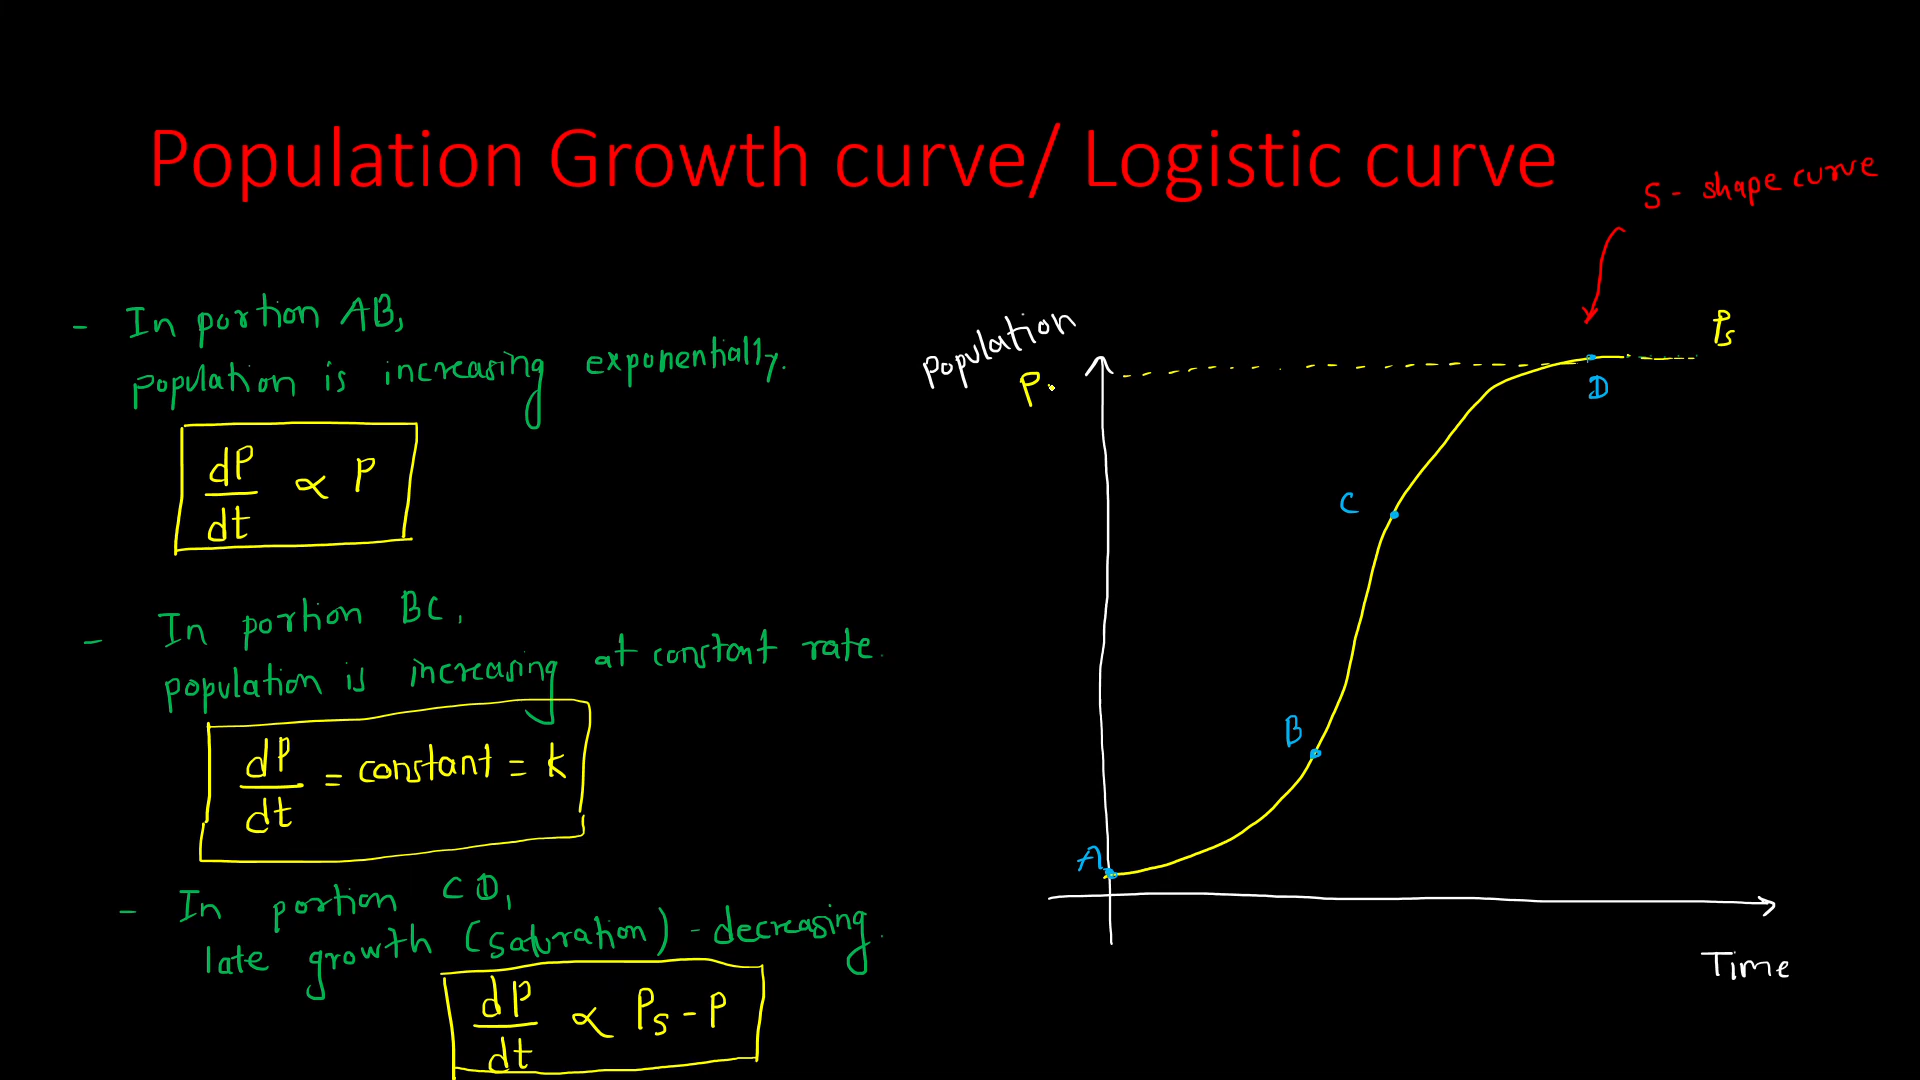 Population Growth curve/ Logistic curve
S - shape curve
- In portion AB,
population is increasing exponentially.
dP
dt
∝ P
- In portion BC,
population is increasing at constant rate.
dP
dt
= constant = k
- In portion CD,
late growth (saturation) - decreasing.
dP
dt
∝ Ps - P
Population
P.
Ps
D
C
B
A
Time